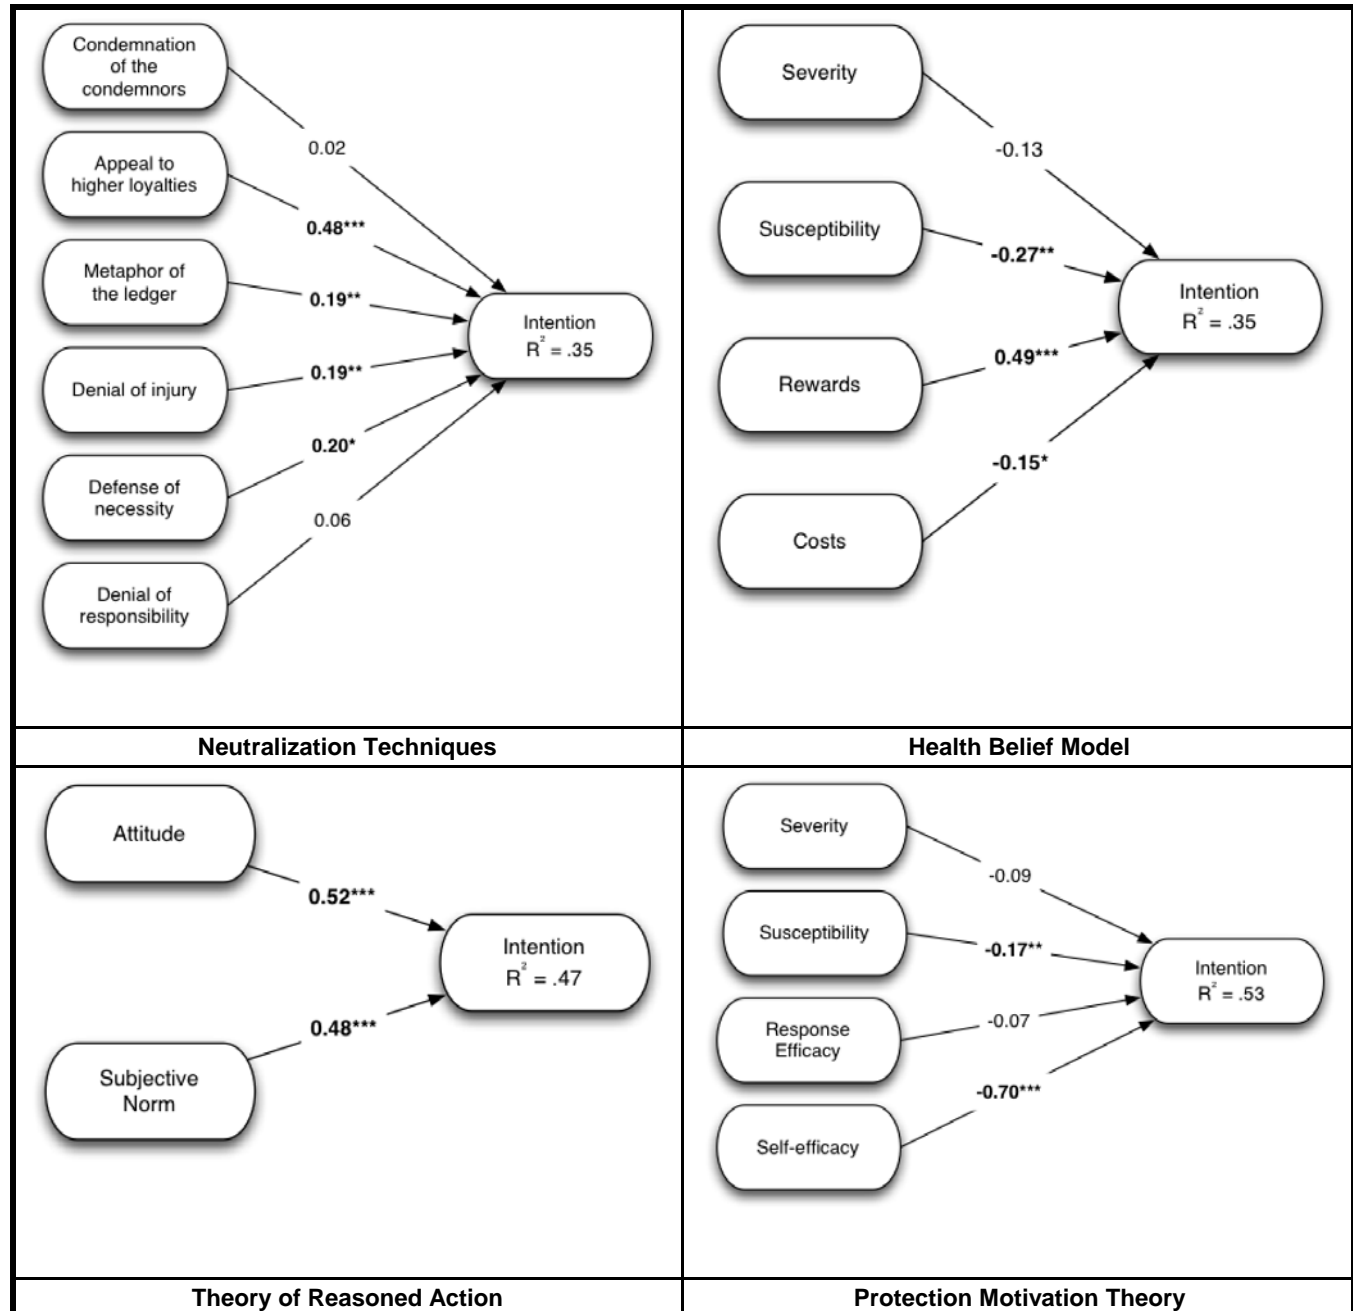 Condemnation
of the
condemnors
0.02
Appeal to
higher loyalties
0.48***
Metaphor of
the ledger
0.19**
Intention
R² = .35
Denial of injury
0.19**
Defense of
necessity
0.20*
Denial of
responsibility
0.06
Neutralization Techniques
Severity
-0.13
Susceptibility
-0.27**
Intention
R² = .35
Rewards
0.49***
Costs
-0.15*
Health Belief Model
Attitude
0.52***
Intention
R² = .47
Subjective
Norm
0.48***
Theory of Reasoned Action
Severity
-0.09
Susceptibility
-0.17**
Intention
R² = .53
Response
Efficacy
-0.07
Self-efficacy
-0.70***
Protection Motivation Theory